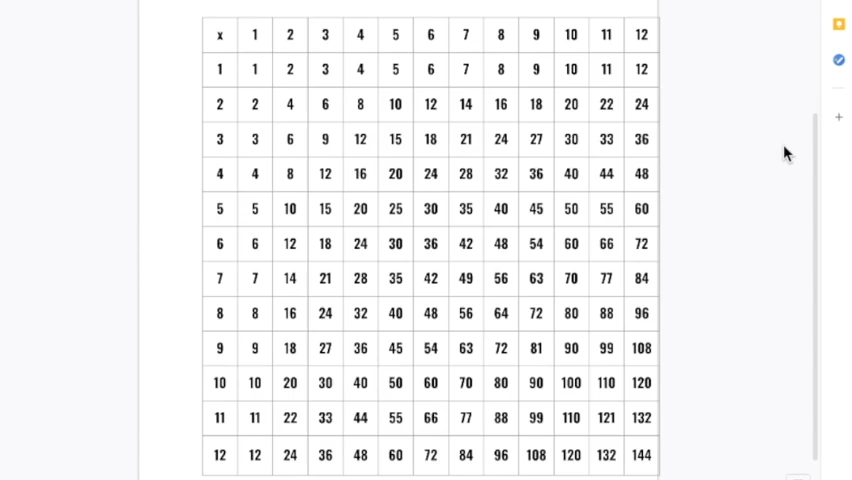 x 1 2 3 4 5 6 7 8 9 10 11 12
1 1 2 3 4 5 6 7 8 9 10 11 12
2 2 4 6 8 10 12 14 16 18 20 22 24
3 3 6 9 12 15 18 21 24 27 30 33 36
4 4 8 12 16 20 24 28 32 36 40 44 48
5 5 10 15 20 25 30 35 40 45 50 55 60
6 6 12 18 24 30 36 42 48 54 60 66 72
7 7 14 21 28 35 42 49 56 63 70 77 84
8 8 16 24 32 40 48 56 64 72 80 88 96
9 9 18 27 36 45 54 63 72 81 90 99 108
10 10 20 30 40 50 60 70 80 90 100 110 120
11 11 22 33 44 55 66 77 88 99 110 121 132
12 12 24 36 48 60 72 84 96 108 120 132 144